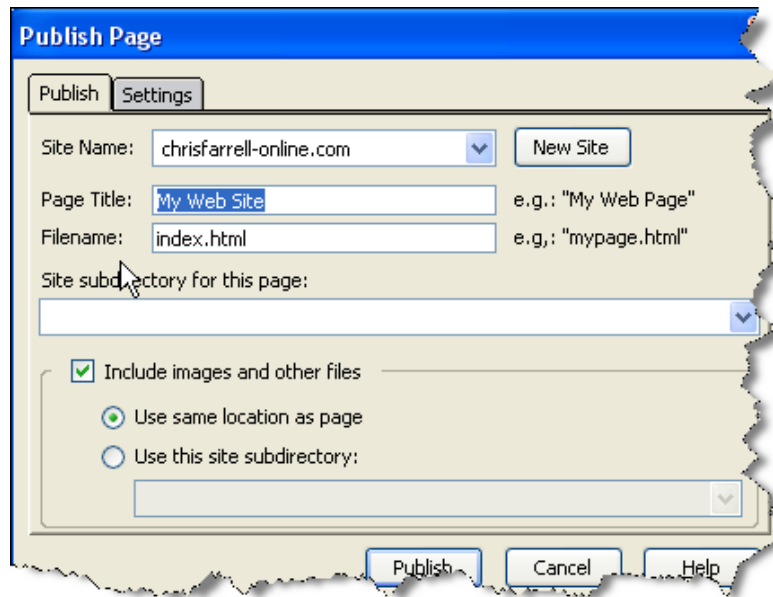 Publish Page
Publish Settings
Site Name: chrisfarrell-online.com New Site
Page Title: My Web Site e.g.: "My Web Page"
Filename: index.html e.g,: "mypage.html"
Site subdirectory for this page:
Include images and other files
Use same location as page
Use this site subdirectory:
Publish Cancel Help